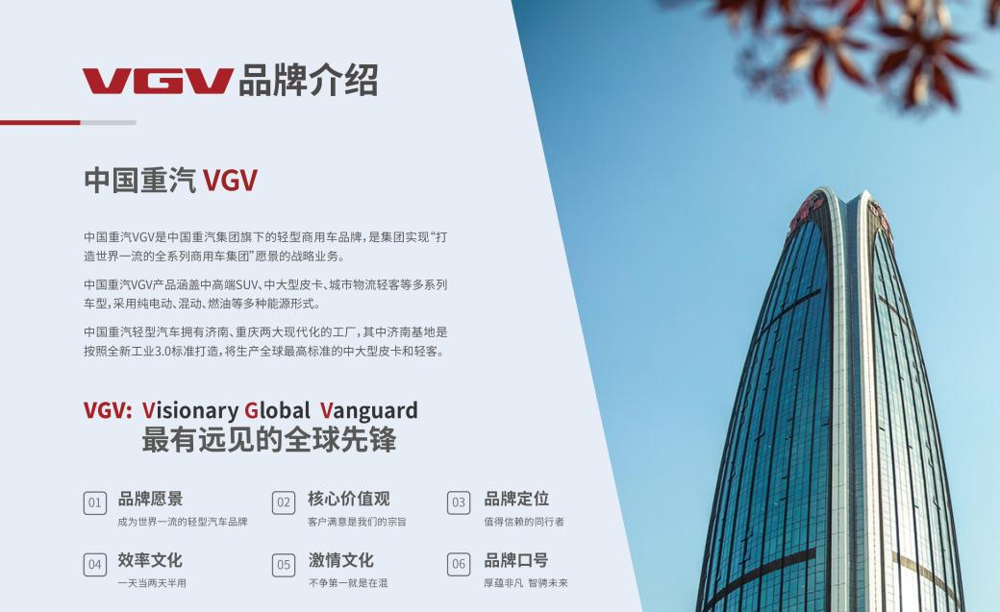 VGV品牌介绍
中国重汽 VGV
中国重汽VGV是中国重汽集团旗下的轻型商用车品牌，是集团实现“打
造世界一流的全系列商用车集团”愿景的战略业务。
中国重汽VGV产品涵盖中高端SUV、中大型皮卡、城市物流轻客等多系列
车型，采用纯电动、混动、燃油等多种能源形式。
中国重汽轻型汽车拥有济南、重庆两大现代化的工厂，其中济南基地是
按照全新工业3.0标准打造，将生产全球最高标准的中大型皮卡和轻客。
VGV: Visionary Global Vanguard
最有远见的全球先锋
01 品牌愿景
成为世界一流的轻型汽车品牌
02 核心价值观
客户满意是我们的宗旨
03 品牌定位
值得信赖的同行者
04 效率文化
一天当两天半用
05 激情文化
不争第一就是在混
06 品牌口号
厚蕴非凡 智骋未来